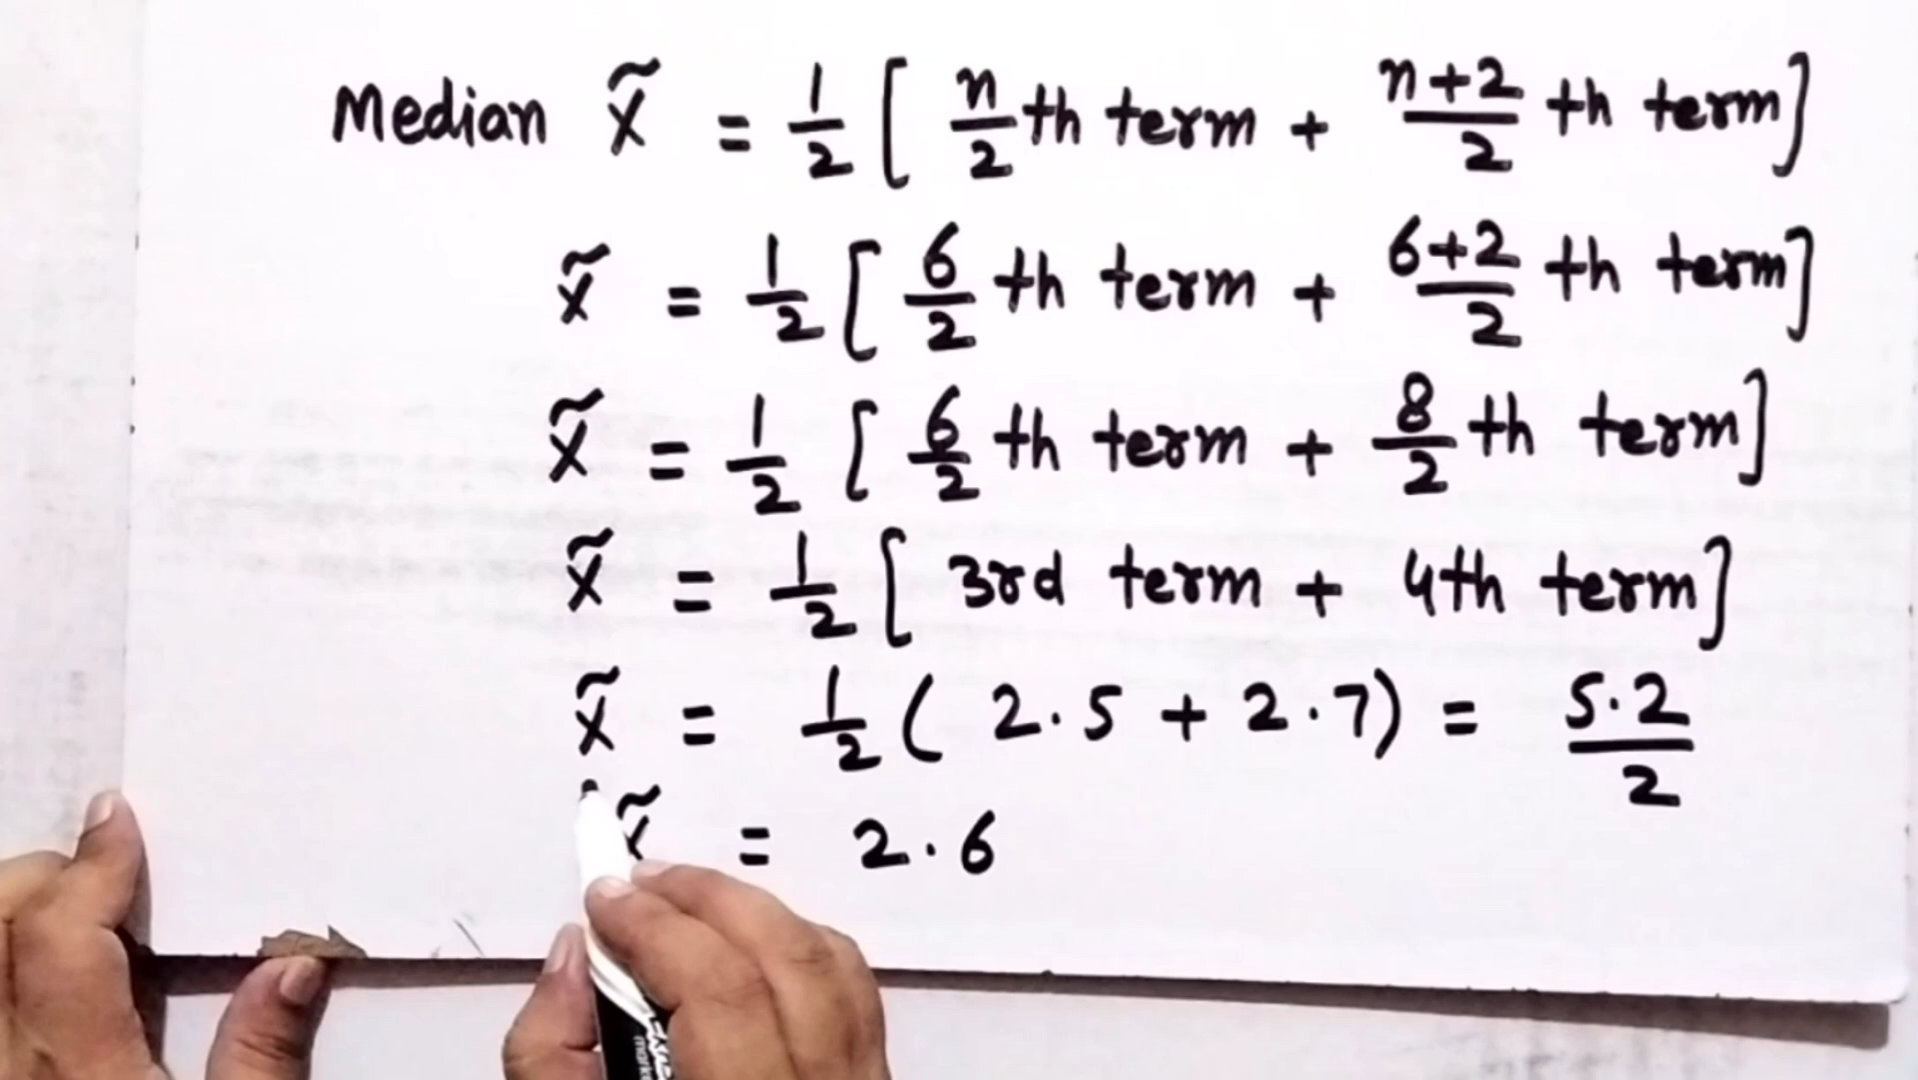 Median x̃ = 1/2 [ n/2 th term + n+2/2 th term]
x̃ = 1/2 [ 6/2 th term + 6+2/2 th term]
x̃ = 1/2 [ 6/2 th term + 8/2 th term]
x̃ = 1/2 [ 3rd term + 4th term]
x̃ = 1/2 ( 2.5 + 2.7) = 5.2/2
x̃ = 2.6